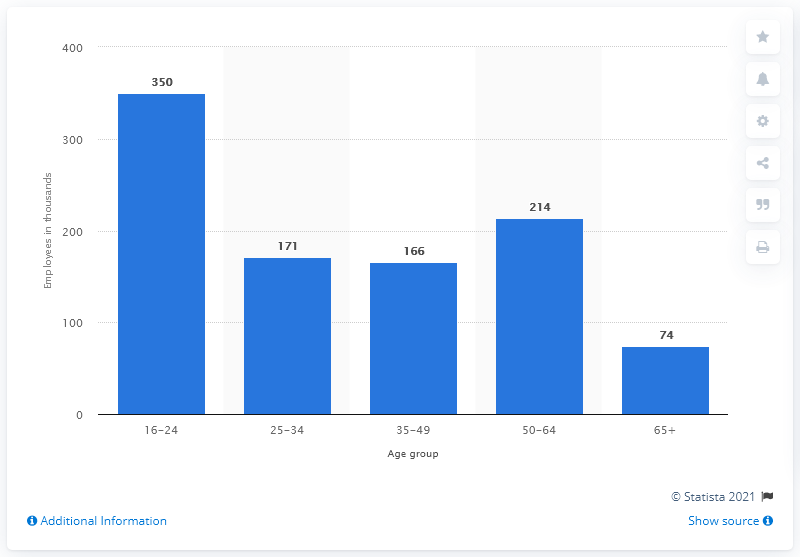 400
350
300
214
200
171
166
100
74
0
Employees in thousands
16-24 25-34 35-49 50-64 65+
Age group
© Statista 2021
Additional Information
Show source